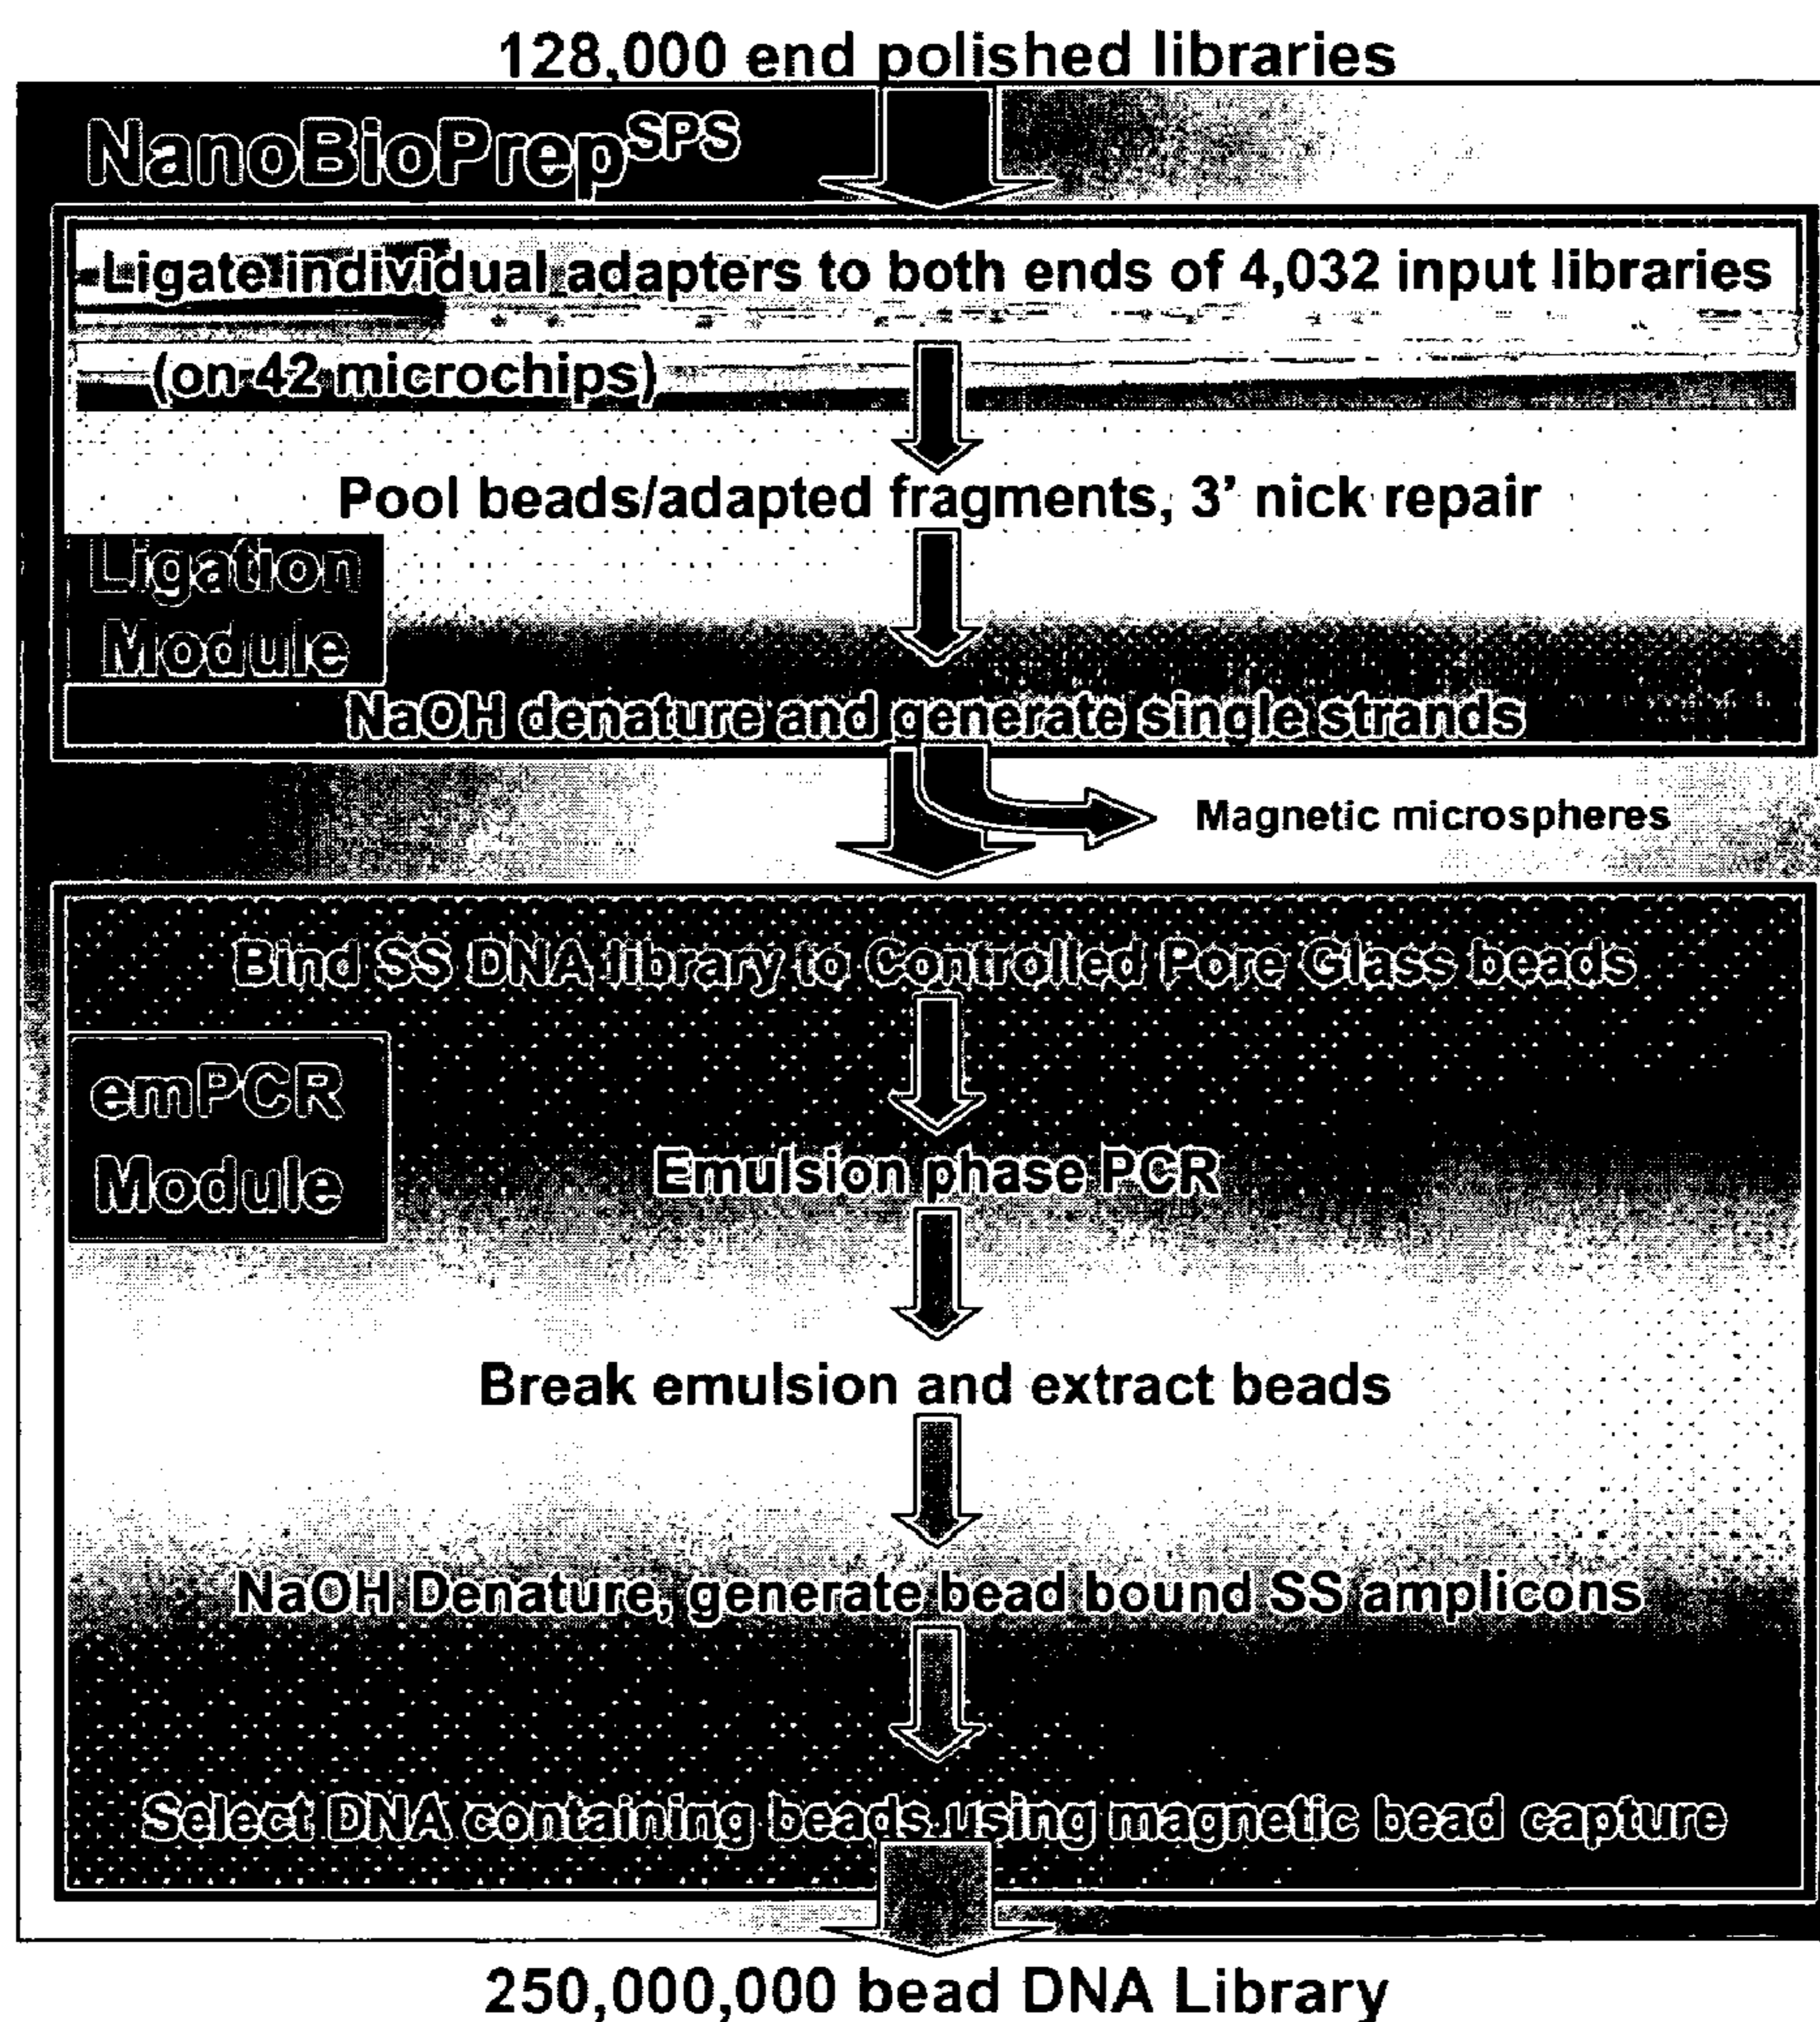 128,000 end polished libraries
NanoBioPrepSPS
Ligate individual adapters to both ends of 4,032 input libraries
(on 42 microchips)
Pool beads/adapted fragments, 3’ nick repair
Ligation
Module
NaOH denature and generate single strands
Magnetic microspheres
Bind SS DNA library to Controlled Pore Glass beads
emPCR
Module
Emulsion phase PCR
Break emulsion and extract beads
NaOH Denature, generate bead bound SS amplicons
Select DNA containing beads using magnetic bead capture
250,000,000 bead DNA Library